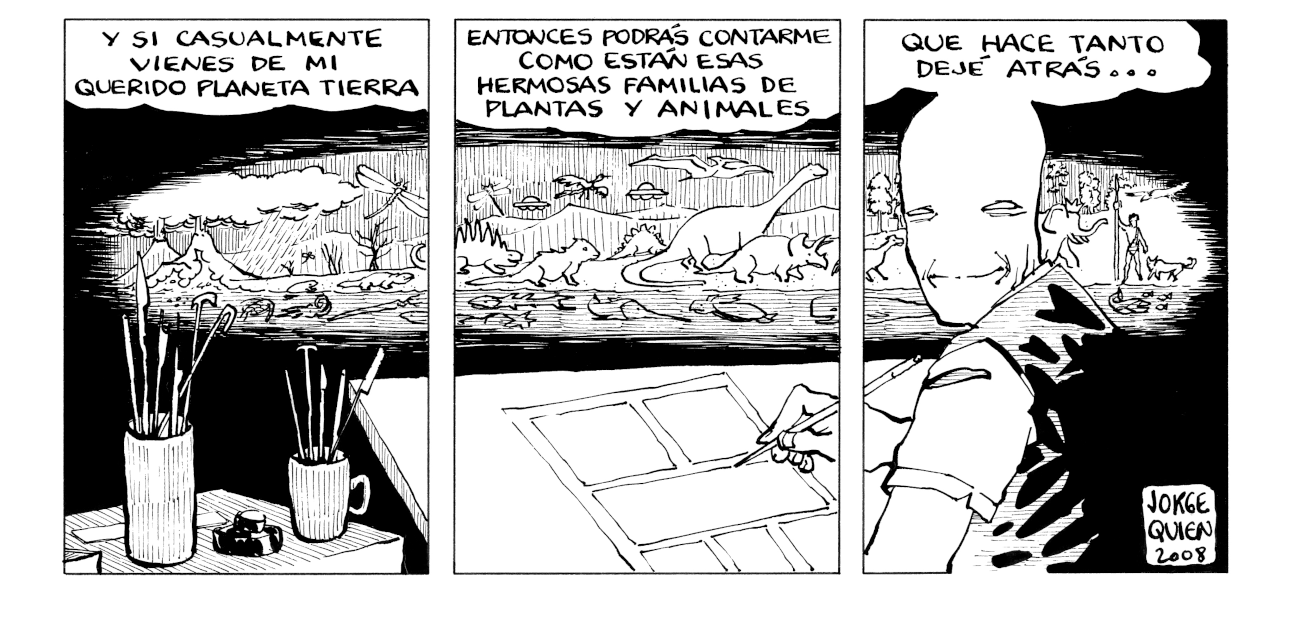 Y SI CASUALMENTE
VIENES DE MI
QUERIDO PLANETA TIERRA
ENTONCES PODRÁS CONTARME
COMO ESTÁN ESAS
HERMOSAS FAMILIAS DE
PLANTAS Y ANIMALES
QUE HACE TANTO
DEJÉ ATRÁS...
JORGE
QUIEN
2008